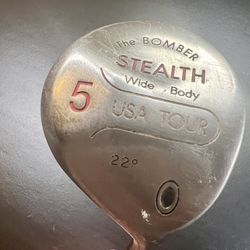 The BOMBER
STEALTH
Wide Body
5
USA TOUR
22°